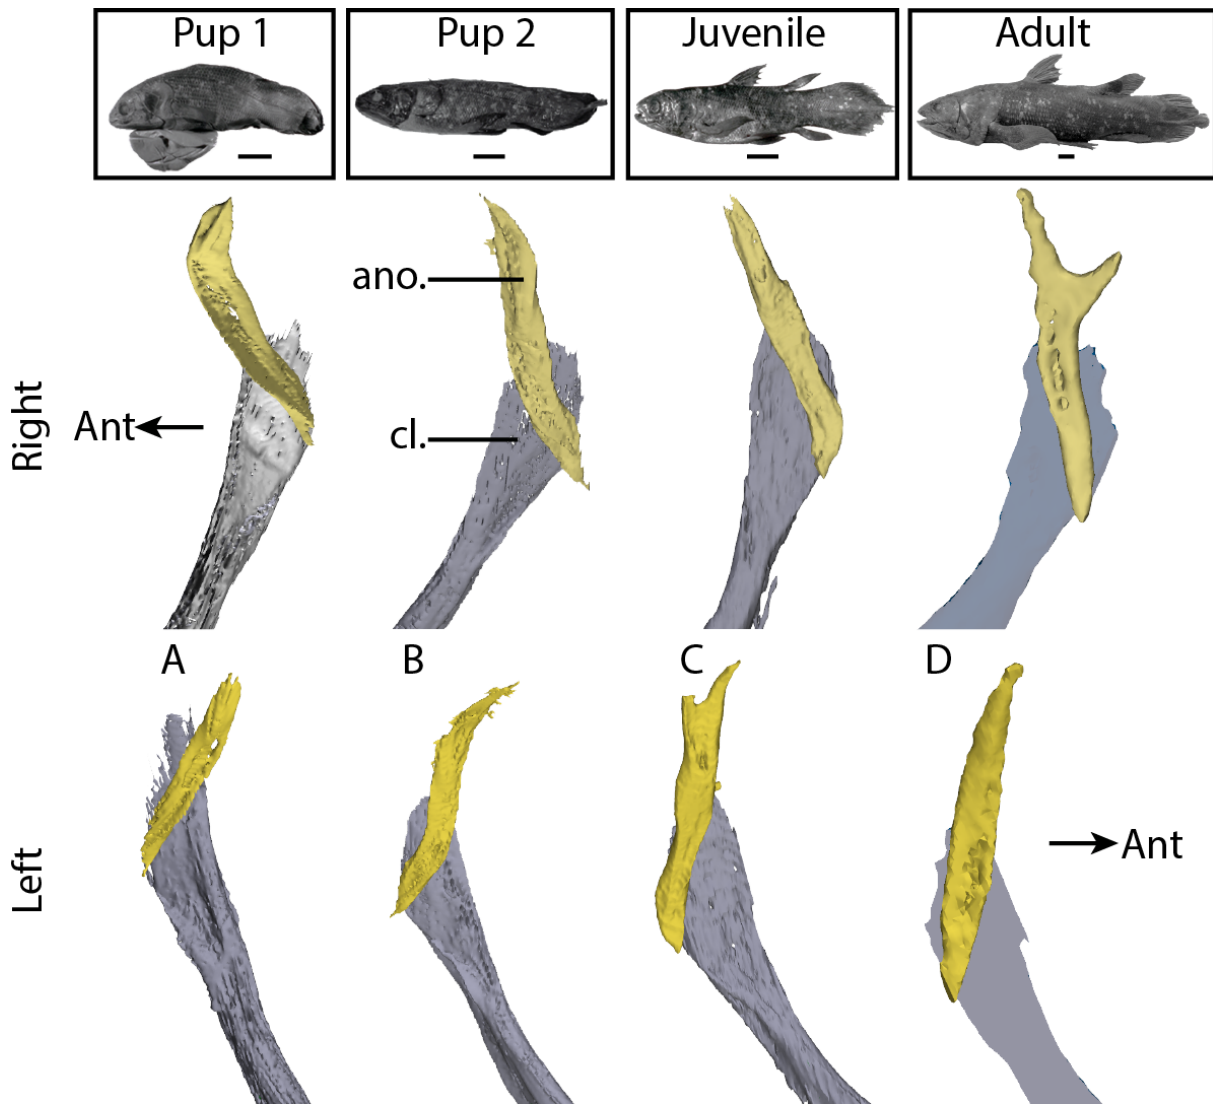 Pup 1
Pup 2
Juvenile
Adult
Right
ano.
Ant
cl.
A
B
C
D
Left
Ant